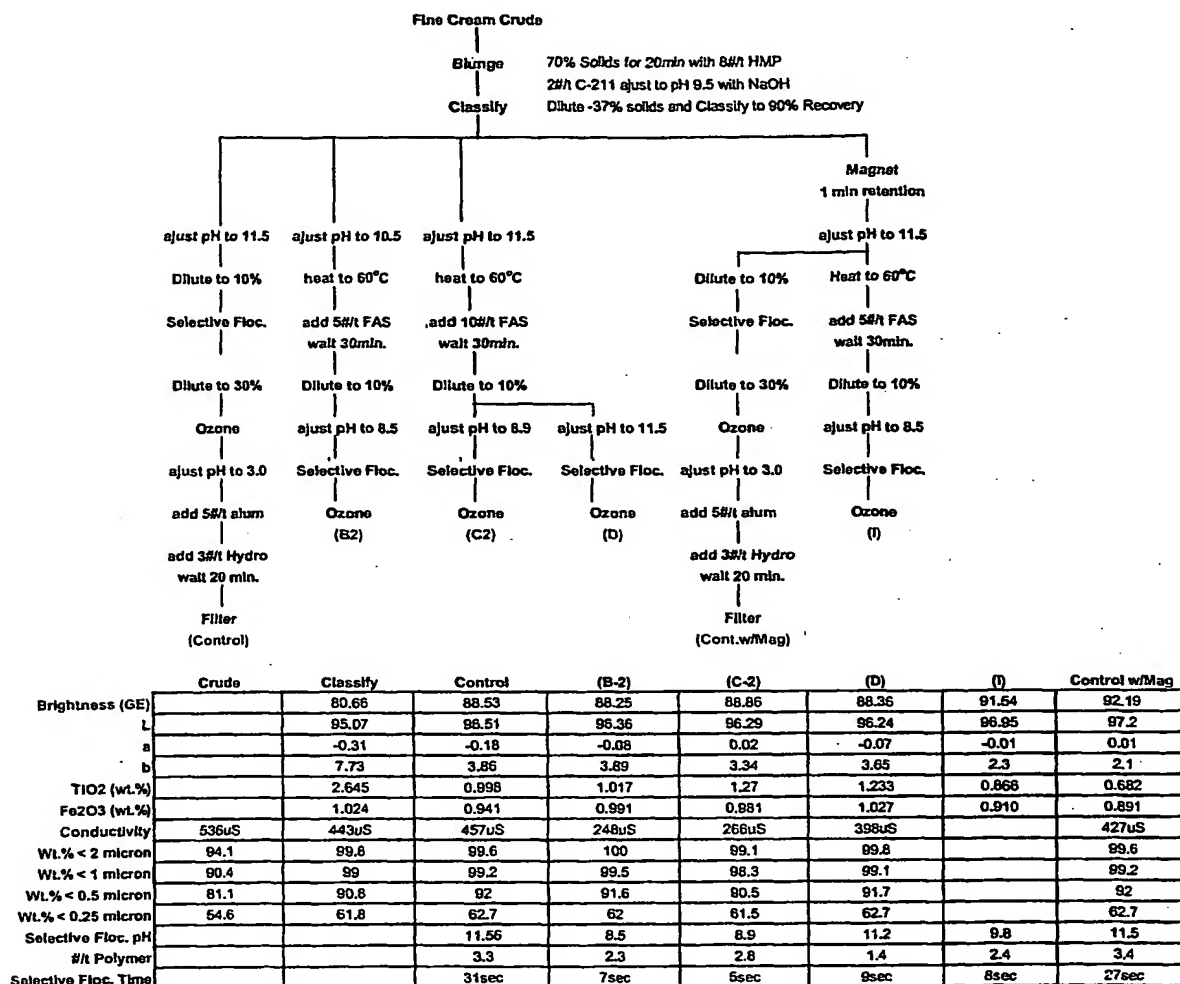 Fine Cream Crude
Blunge
70% Solids for 20min with 8#/t HMP
2#/t C-211 ajust to pH 9.5 with NaOH
Classify
Dilute -37% solids and Classify to 90% Recovery
Magnet
1 min retention
ajust pH to 11.5 ajust pH to 10.5 ajust pH to 11.5 ajust pH to 11.5
Dilute to 10% heat to 60°C heat to 60°C Dilute to 10% Heat to 60°C
Selective Floc. add 5#/t FAS add 10#/t FAS Selective Floc. add 5#/t FAS
wait 30min. wait 30min. wait 30min.
Dilute to 30% Dilute to 10% Dilute to 10% Dilute to 30% Dilute to 10%
Ozone ajust pH to 8.5 ajust pH to 8.9 ajust pH to 11.5 Ozone ajust pH to 8.5
ajust pH to 3.0 Selective Floc. Selective Floc. Selective Floc. ajust pH to 3.0 Selective Floc.
add 5#/t alum Ozone Ozone Ozone add 5#/t alum Ozone
(B2) (C2) (D) (I)
add 3#/t Hydro add 3#/t Hydro
wait 20 min. wait 20 min.
Filter Filter
(Control) (Cont.w/Mag)
Crude Classify Control (B-2) (C-2) (D) (I) Control w/Mag
Brightness (GE) 80.66 88.53 88.25 88.86 88.36 91.54 92.19
L 95.07 96.51 96.36 96.29 96.24 96.95 97.2
a -0.31 -0.18 -0.08 0.02 -0.07 -0.01 0.01
b 7.73 3.86 3.89 3.34 3.65 2.3 2.1
TiO2 (wt.%) 2.645 0.998 1.017 1.27 1.233 0.866 0.682
Fe2O3 (wt.%) 1.024 0.941 0.991 0.981 1.027 0.910 0.891
Conductivity 536uS 443uS 457uS 248uS 266uS 398uS 427uS
Wt.% < 2 micron 94.1 99.8 99.6 100 99.1 99.8 99.6
Wt.% < 1 micron 90.4 99 99.2 99.5 98.3 99.1 99.2
Wt.% < 0.5 micron 81.1 90.8 92 91.6 90.5 91.7 92
Wt.% < 0.25 micron 54.6 61.8 62.7 62 61.5 62.7 62.7
Selective Floc. pH 11.56 8.5 8.9 11.2 9.8 11.5
#/t Polymer 3.3 2.3 2.8 1.4 2.4 3.4
Selective Floc. Time 31sec 7sec 5sec 9sec 8sec 27sec